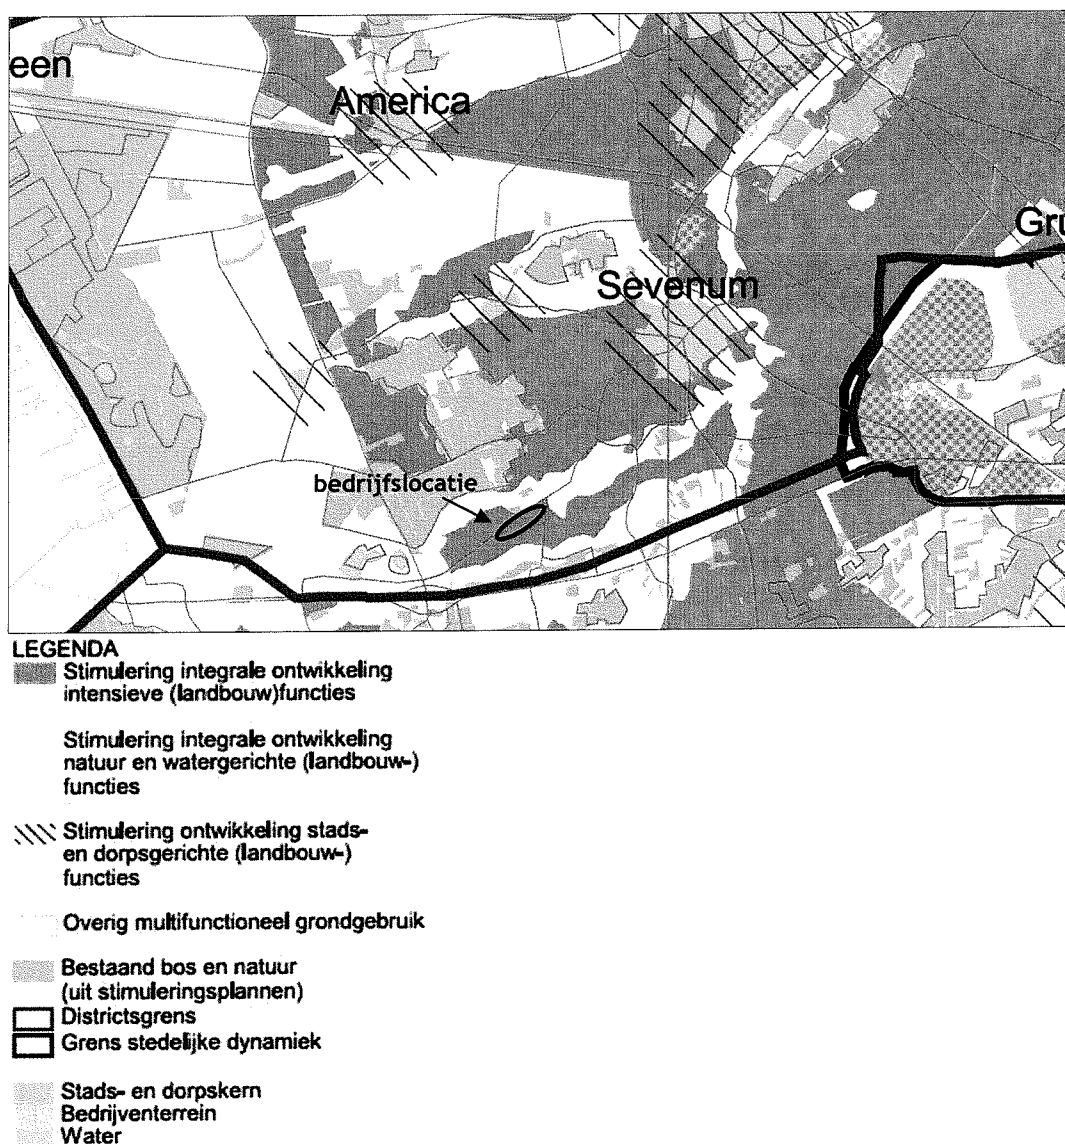 een
America
Gru
Sevenum
bedrijfslocatie
LEGENDA
Stimulering integrale ontwikkeling
intensieve (landbouw)functies
Stimulering integrale ontwikkeling
natuur en watergerichte (landbouw-)
functies
Stimulering ontwikkeling stads-
en dorpsgerichte (landbouw-)
functies
Overig multifunctioneel grondgebruik
Bestaand bos en natuur
(uit stimuleringsplannen)
Districtsgrens
Grens stedelijke dynamiek
Stads- en dorpskern
Bedrijventerrein
Water